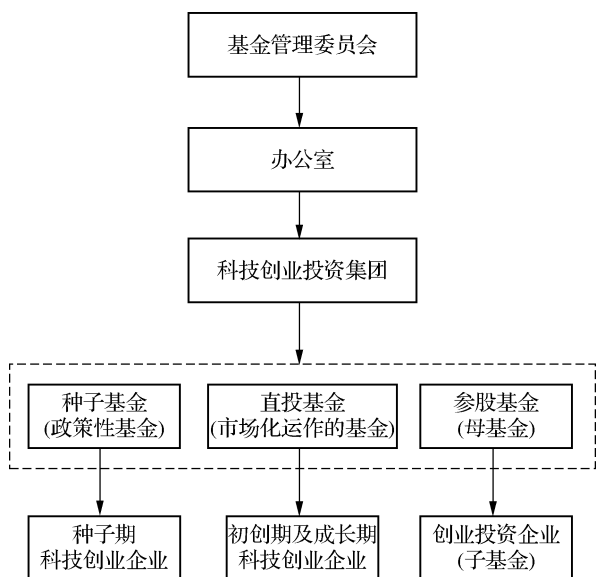 基金管理委员会
办公室
科技创业投资集团
种子基金
(政策性基金)
直投基金
(市场化运作的基金)
参股基金
(母基金)
种子期
科技创业企业
初创期及成长期
科技创业企业
创业投资企业
(子基金)